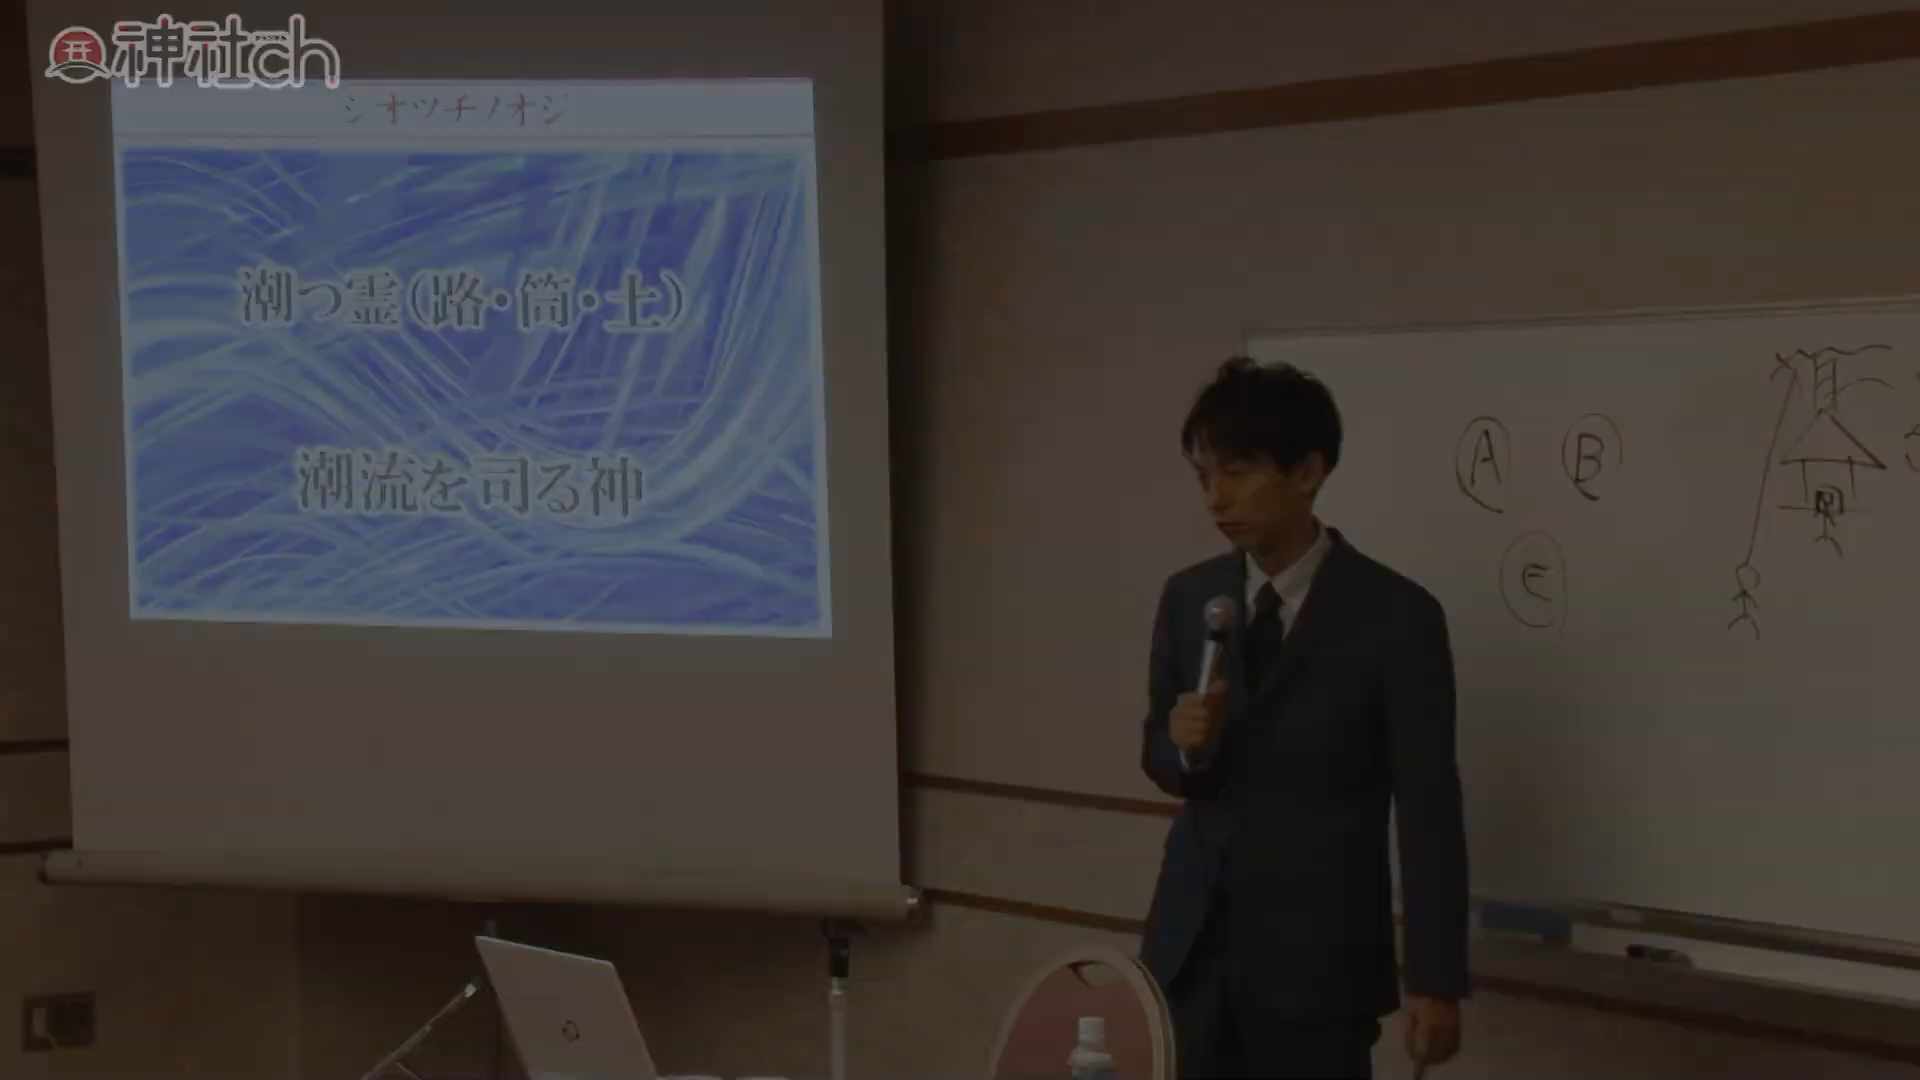 神社ch
シオツチノオジ
潮つ霊（路・筒・土）
潮流を司る神
A B
E